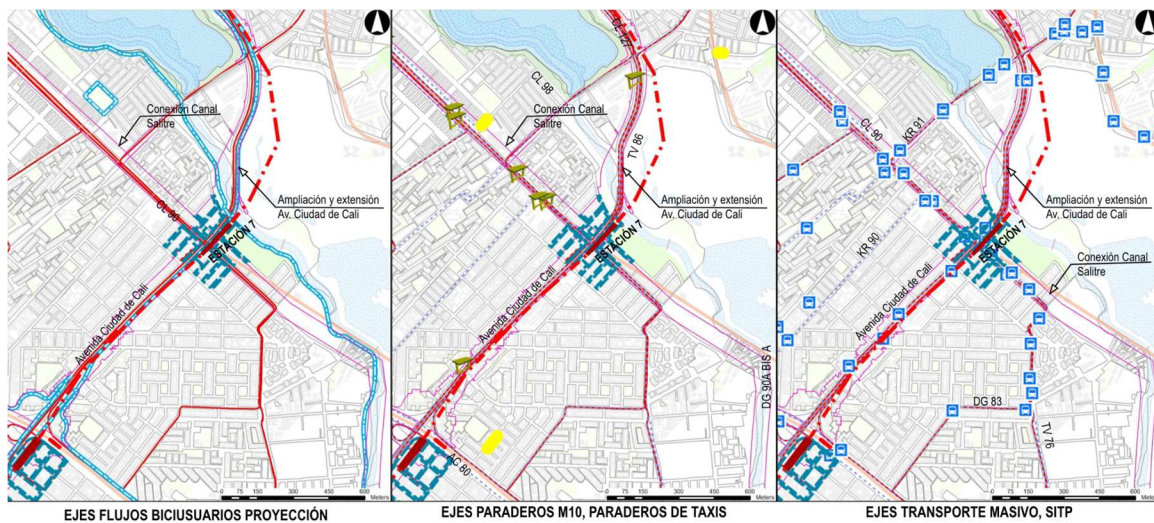 Conexión Canal
Salitre
CL 90
Ampliación y extensión
Av. Ciudad de Cali
ESTACIÓN 7
Avenida Ciudad de Cali
0 75 150 300 450 600
Meters
EJES FLUJOS BICIUSUARIOS PROYECCIÓN
CL 127
CL 98
Conexión Canal
Salitre
TV 86
Ampliación y extensión
Av. Ciudad de Cali
ESTACIÓN 7
Avenida Ciudad de Cali
DG 90A BIS A
AC 80
0 75 150 300 450 600
Meters
EJES PARADEROS M10, PARADEROS DE TAXIS
CL 90
KR 91
Ampliación y extensión
Av. Ciudad de Cali
ESTACIÓN 7
KR 90
Conexión Canal
Salitre
Avenida Ciudad de Cali
DG 83
TV 76
0 75 150 300 450 600
Meters
EJES TRANSPORTE MASIVO, SITP